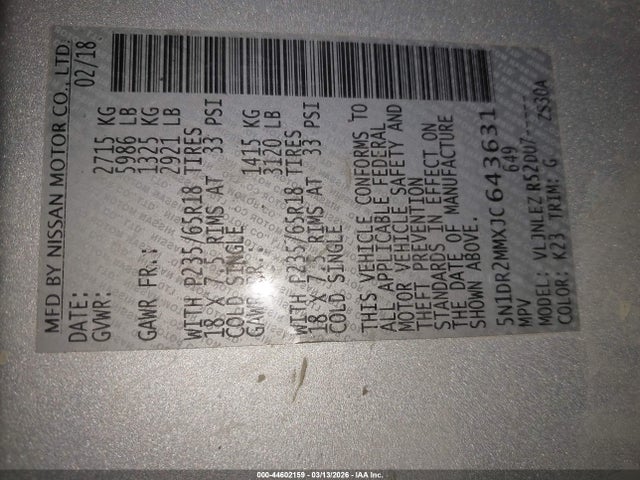 MFD BY NISSAN MOTOR CO., LTD.
DATE: 02/18
GVWR: 2715 KG
5986 LB
GAWR FR.: 1325 KG
2921 LB
WITH P235/65R18 TIRES
18 X 7.5 RIMS AT 33 PSI
COLD SINGLE
GAWR RR.: 1415 KG
3120 LB
WITH P235/65R18 TIRES
18 X 7.5 RIMS AT 33 PSI
COLD SINGLE
THIS VEHICLE CONFORMS TO
ALL APPLICABLE FEDERAL
MOTOR VEHICLE SAFETY AND
THEFT PREVENTION
STANDARDS IN EFFECT ON
THE DATE OF MANUFACTURE
SHOWN ABOVE.
5N1DR2MMXJC643631
MPV 649
MODEL: VLJNLEZ R52DU7-----
COLOR: K23 TRIM: G ZS30A
000-44602159 - 03/13/2026 - IAA Inc.